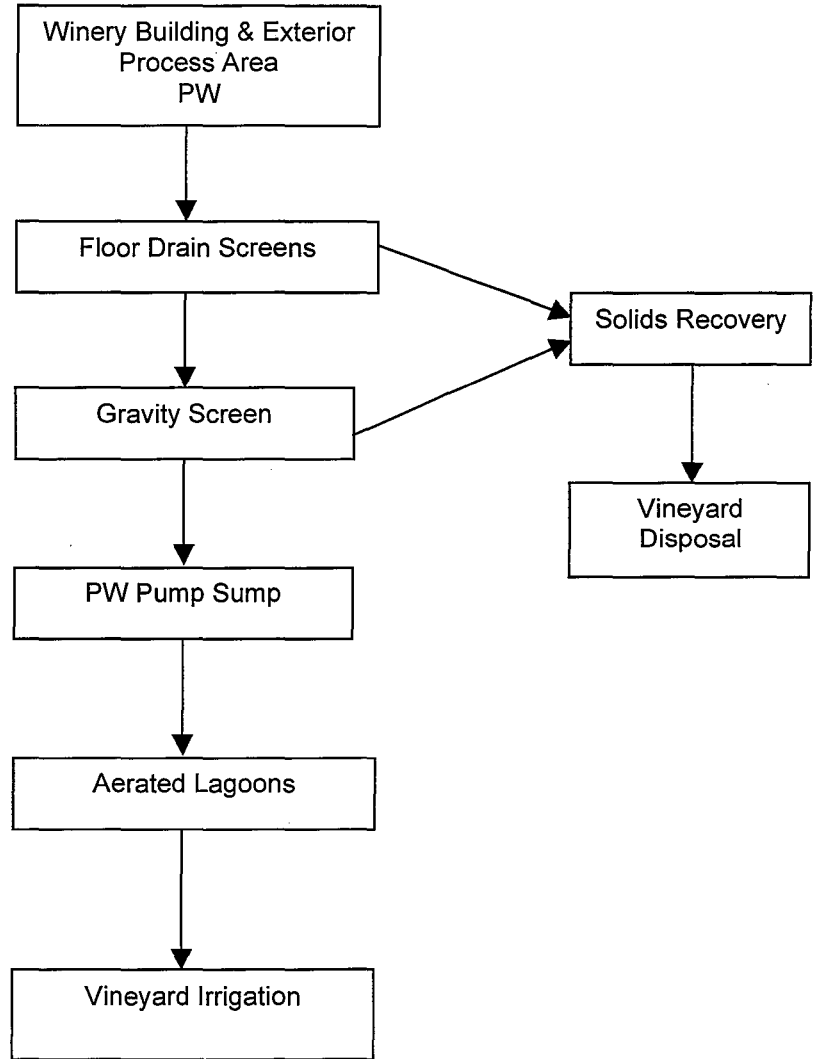 Winery Building & Exterior
Process Area
PW
Floor Drain Screens
Solids Recovery
Gravity Screen
Vineyard
Disposal
PW Pump Sump
Aerated Lagoons
Vineyard Irrigation